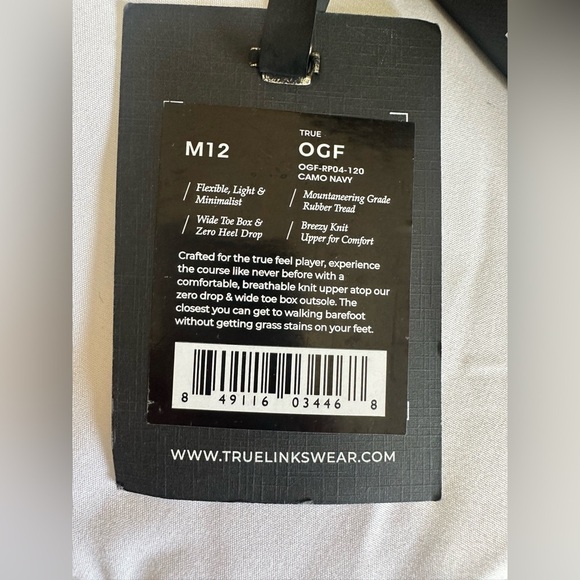 M12
TRUE
OGF
OGF-RP04-120
CAMO NAVY
Flexible, Light &
Minimalist
Mountaneering Grade
Rubber Tread
Wide Toe Box &
Zero Heel Drop
Breezy Knit
Upper for Comfort
Crafted for the true feel player, experience
the course like never before with a
comfortable, breathable knit upper atop our
zero drop & wide toe box outsole. The
closest you can get to walking barefoot
without getting grass stains on your feet.
8 49116 03446 8
WWW.TRUELINKSWEAR.COM